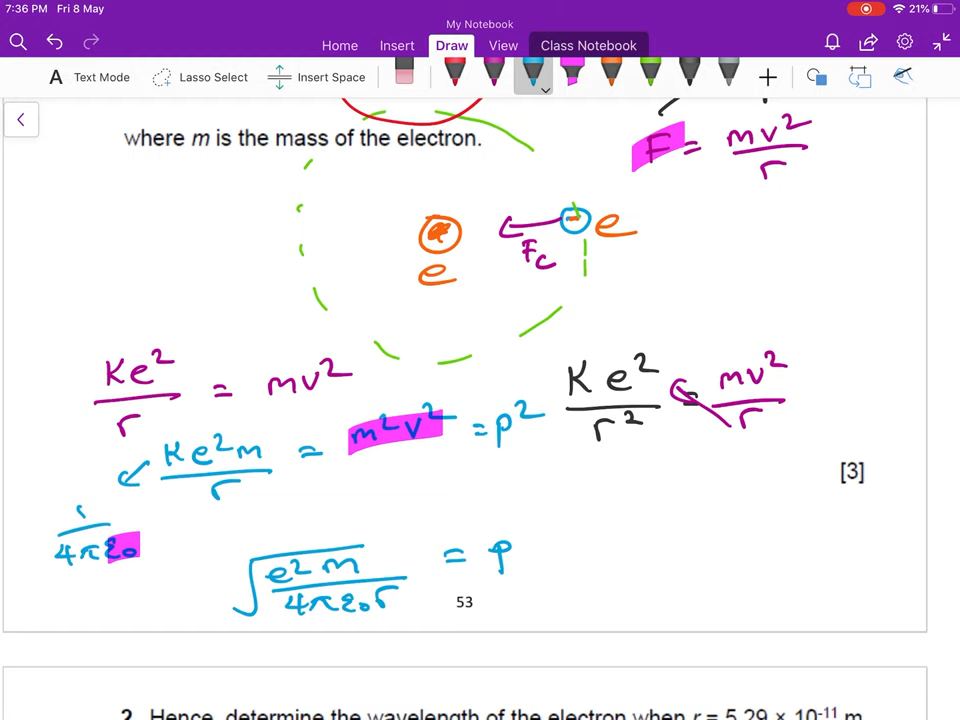 7:36 PM Fri 8 May
My Notebook
21%
Home Insert Draw View Class Notebook
A Text Mode Lasso Select Insert Space
where m is the mass of the electron.
F = mv²/r
e
Fc
e
Ke²/r = mv²
Ke²/r² = mv²/r
Ke²m/r = m²v² = p²
[3]
1/4πε₀
√(e²m/4πε₀r) = p
53
2. Hence, determine the wavelength of the electron when r = 5.29 × 10⁻¹¹ m